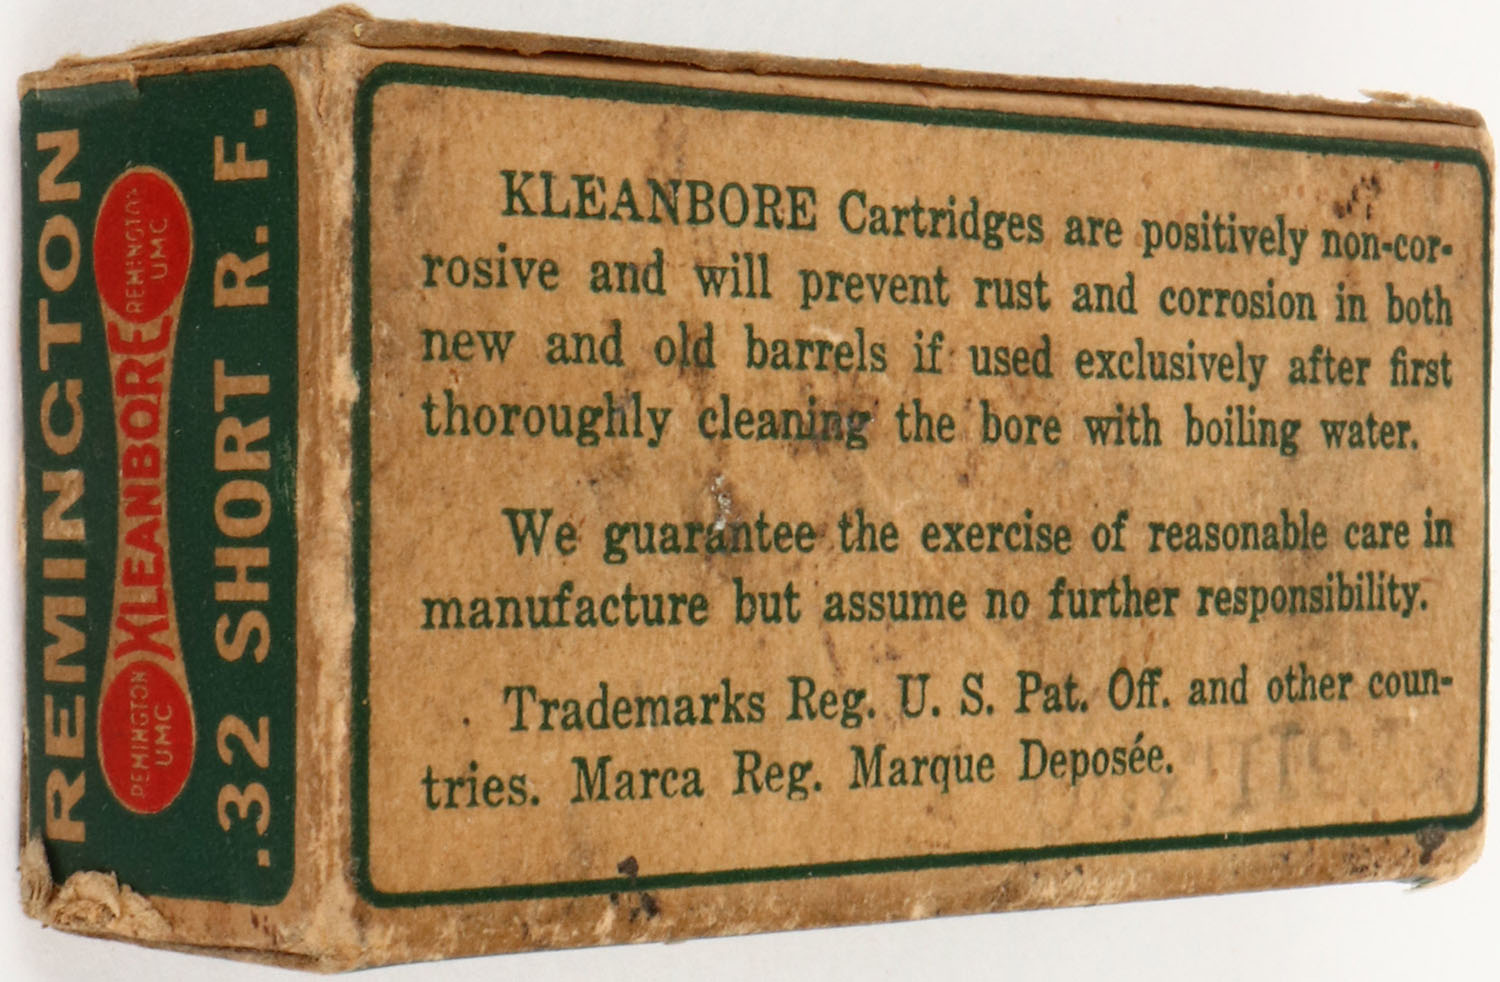 REMINGTON
REMINGTON
UMC
KLEANBORE
REMINGTON
UMC
.32 SHORT R. F.
KLEANBORE Cartridges are positively non-cor-
rosive and will prevent rust and corrosion in both
new and old barrels if used exclusively after first
thoroughly cleaning the bore with boiling water.
We guarantee the exercise of reasonable care in
manufacture but assume no further responsibility.
Trademarks Reg. U. S. Pat. Off. and other coun-
tries. Marca Reg. Marque Deposée.